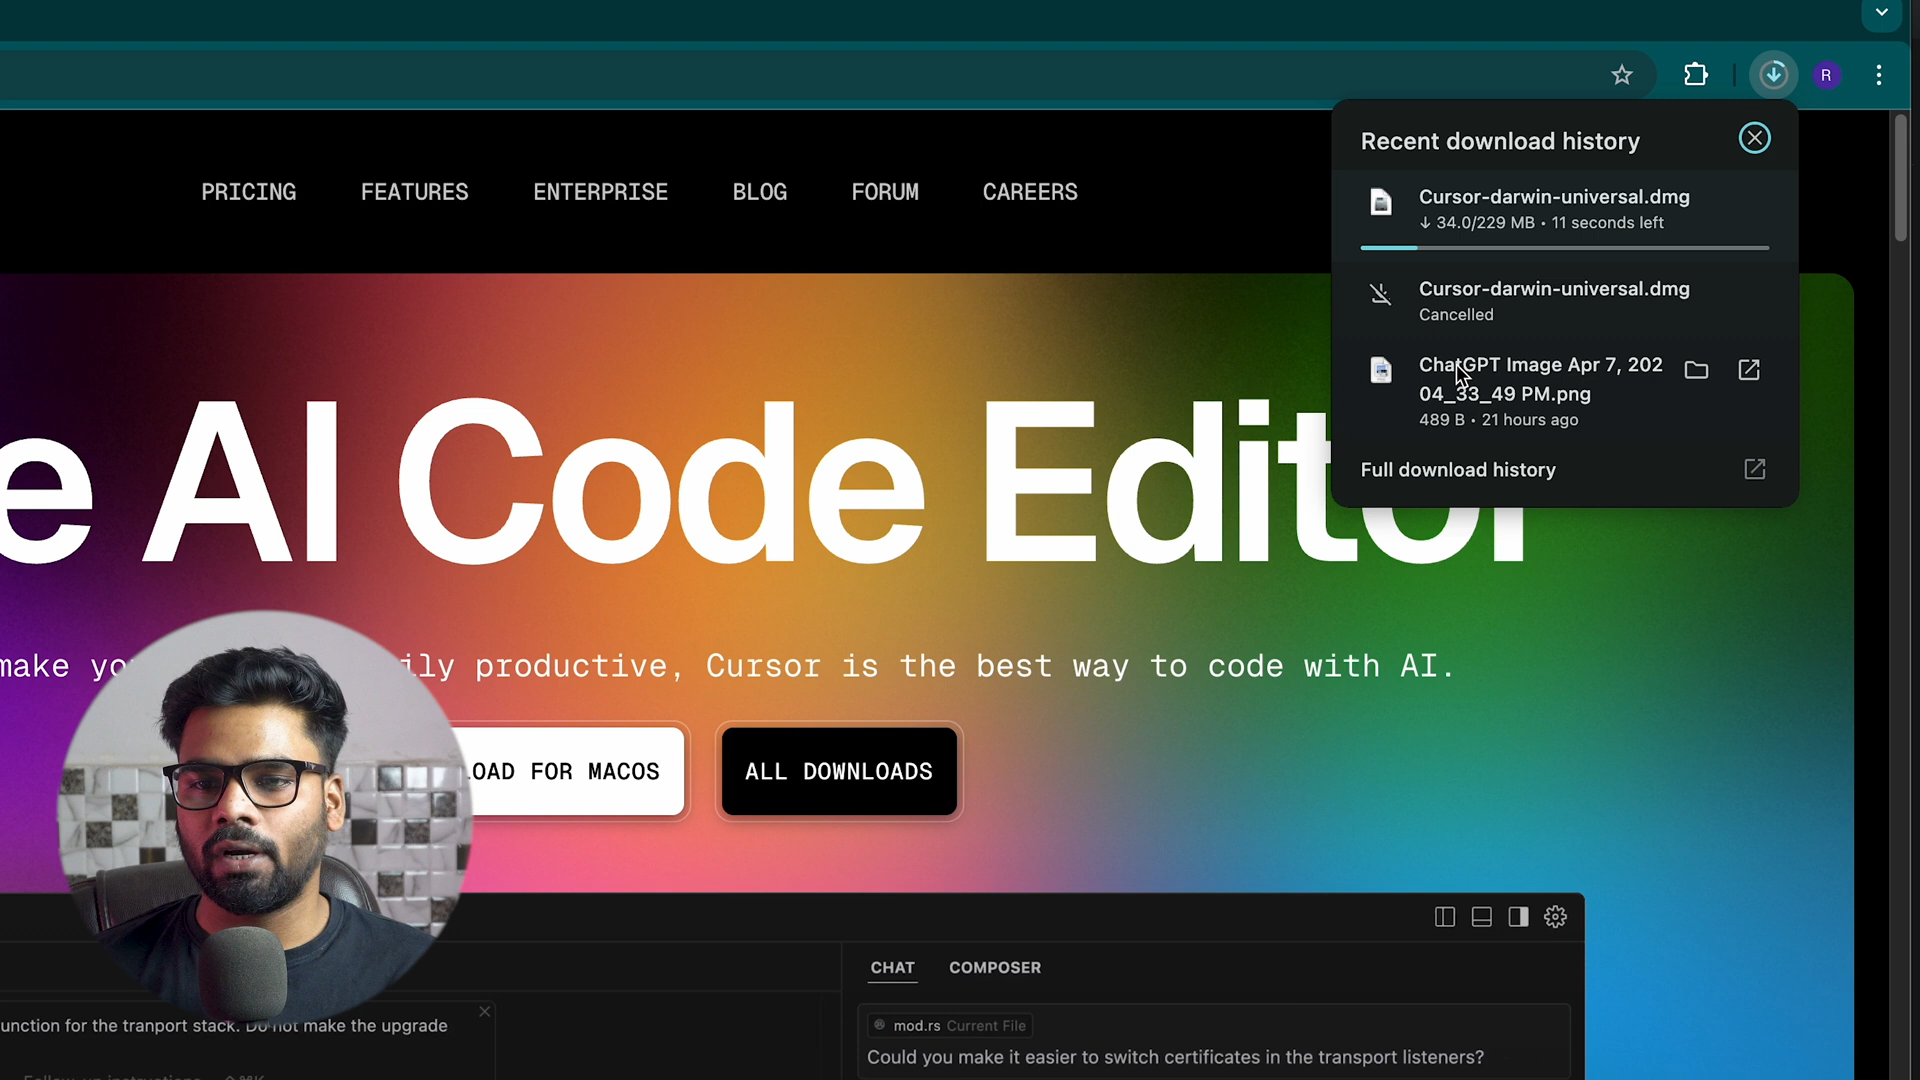 R
PRICING FEATURES ENTERPRISE BLOG FORUM CAREERS
Recent download history
Cursor-darwin-universal.dmg
↓ 34.0/229 MB • 11 seconds left
Cursor-darwin-universal.dmg
Cancelled
ChatGPT Image Apr 7, 202
04_33_49 PM.png
489 B • 21 hours ago
Full download history
e AI Code Editor
make yo ily productive, Cursor is the best way to code with AI.
LOAD FOR MACOS ALL DOWNLOADS
CHAT COMPOSER
mod.rs Current File
unction for the tranport stack. Do not make the upgrade
Could you make it easier to switch certificates in the transport listeners?